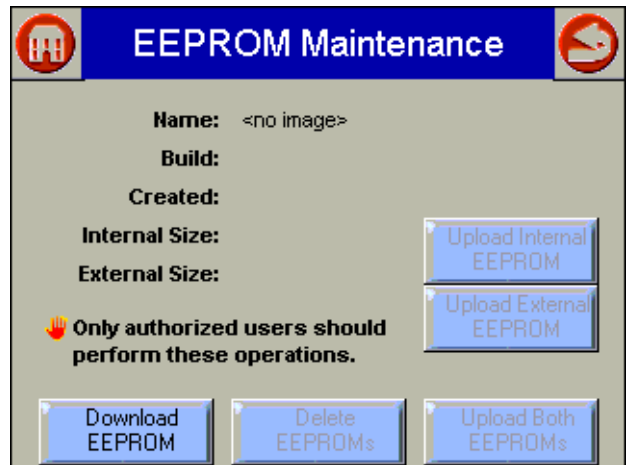 EEPROM Maintenance
Name: <no image>
Build:
Created:
Internal Size:
External Size:
Upload Internal
EEPROM
Upload External
EEPROM
Only authorized users should
perform these operations.
Download
EEPROM
Delete
EEPROMs
Upload Both
EEPROMs